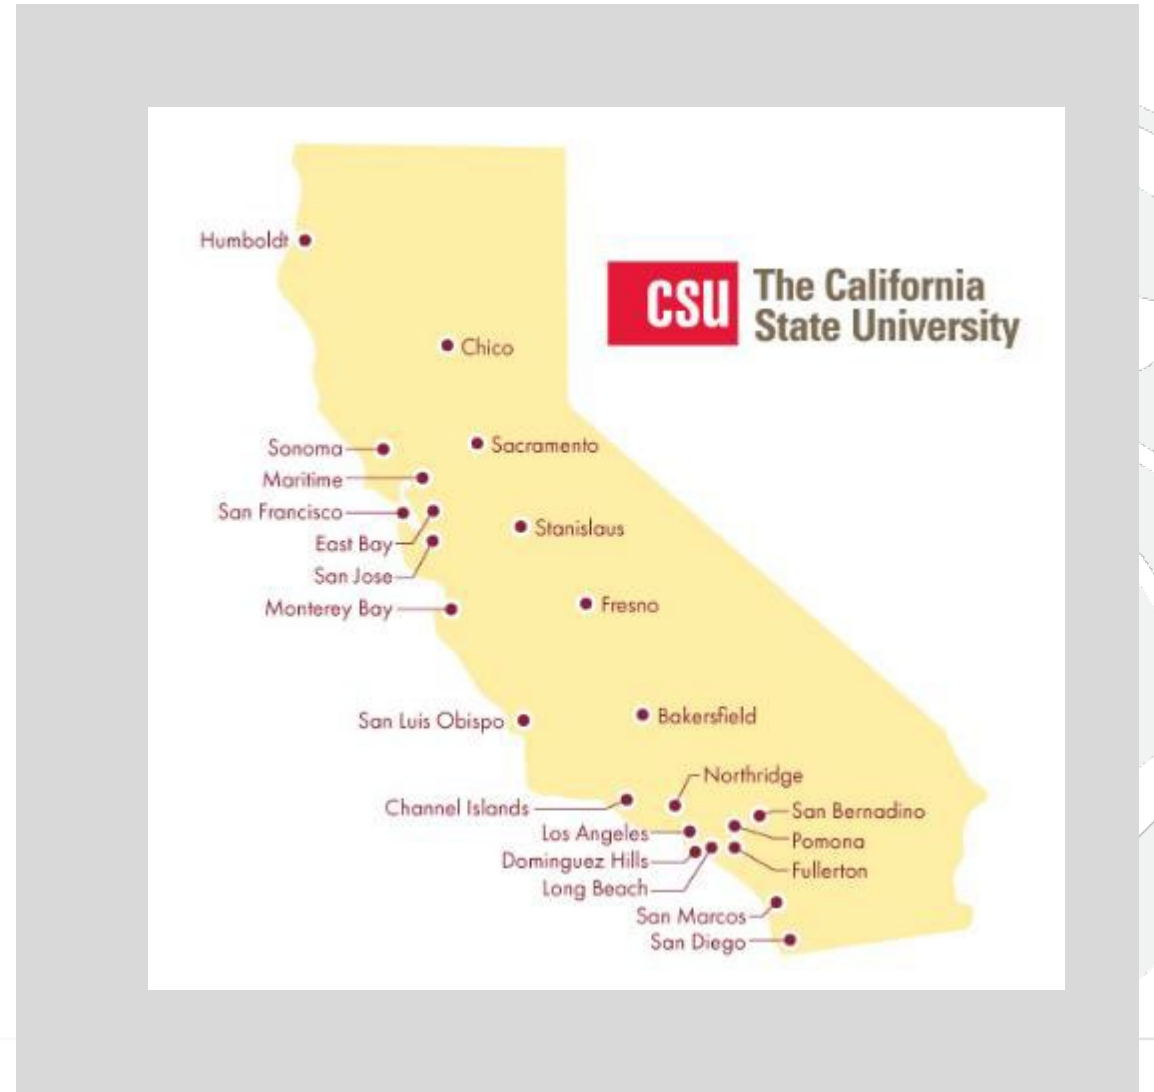 Humboldt
CSU
The California
State University
Chico
Sonoma
Sacramento
Maritime
San Francisco
Stanislaus
East Bay
San Jose
Monterey Bay
Fresno
San Luis Obispo
Bakersfield
Northridge
Channel Islands
San Bernadino
Los Angeles
Pomona
Dominguez Hills
Fullerton
Long Beach
San Marcos
San Diego